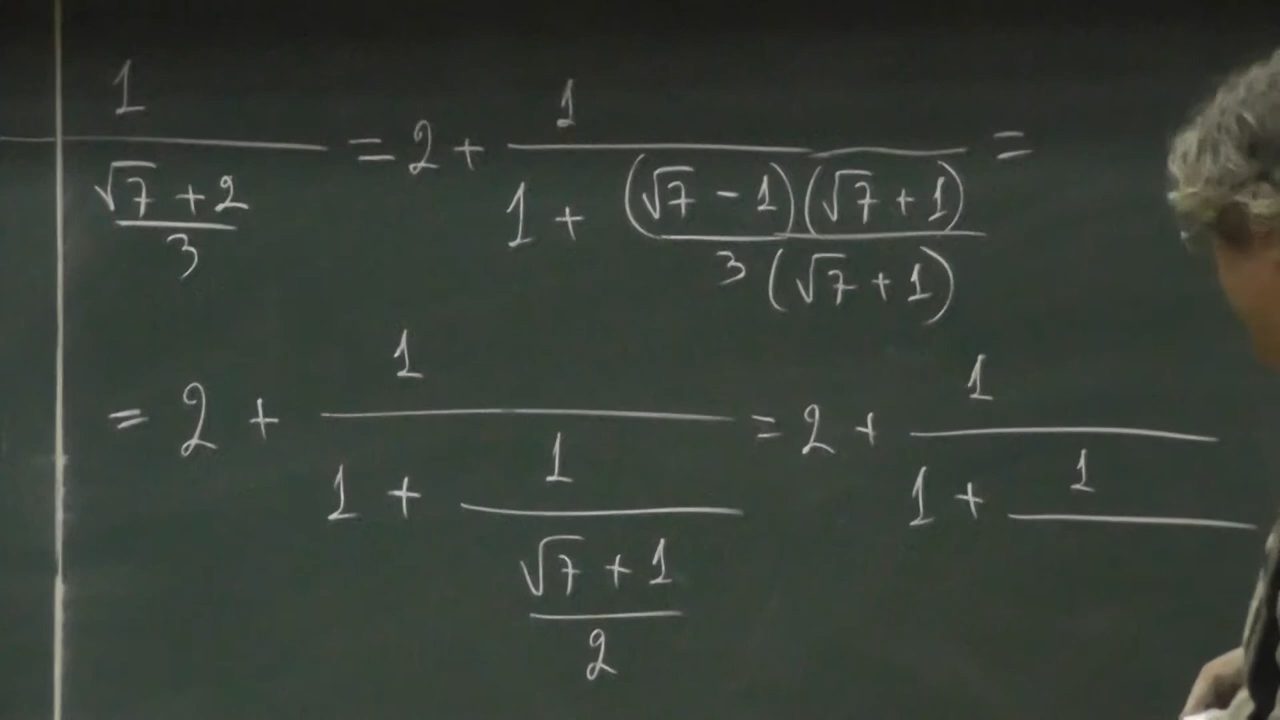 1/((√7 + 2)/3) = 2 + 1/(1 + ((√7 - 1)(√7 + 1))/(3(√7 + 1))) =
= 2 + 1/(1 + 1/((√7 + 1)/2)) = 2 + 1/(1 + 1/